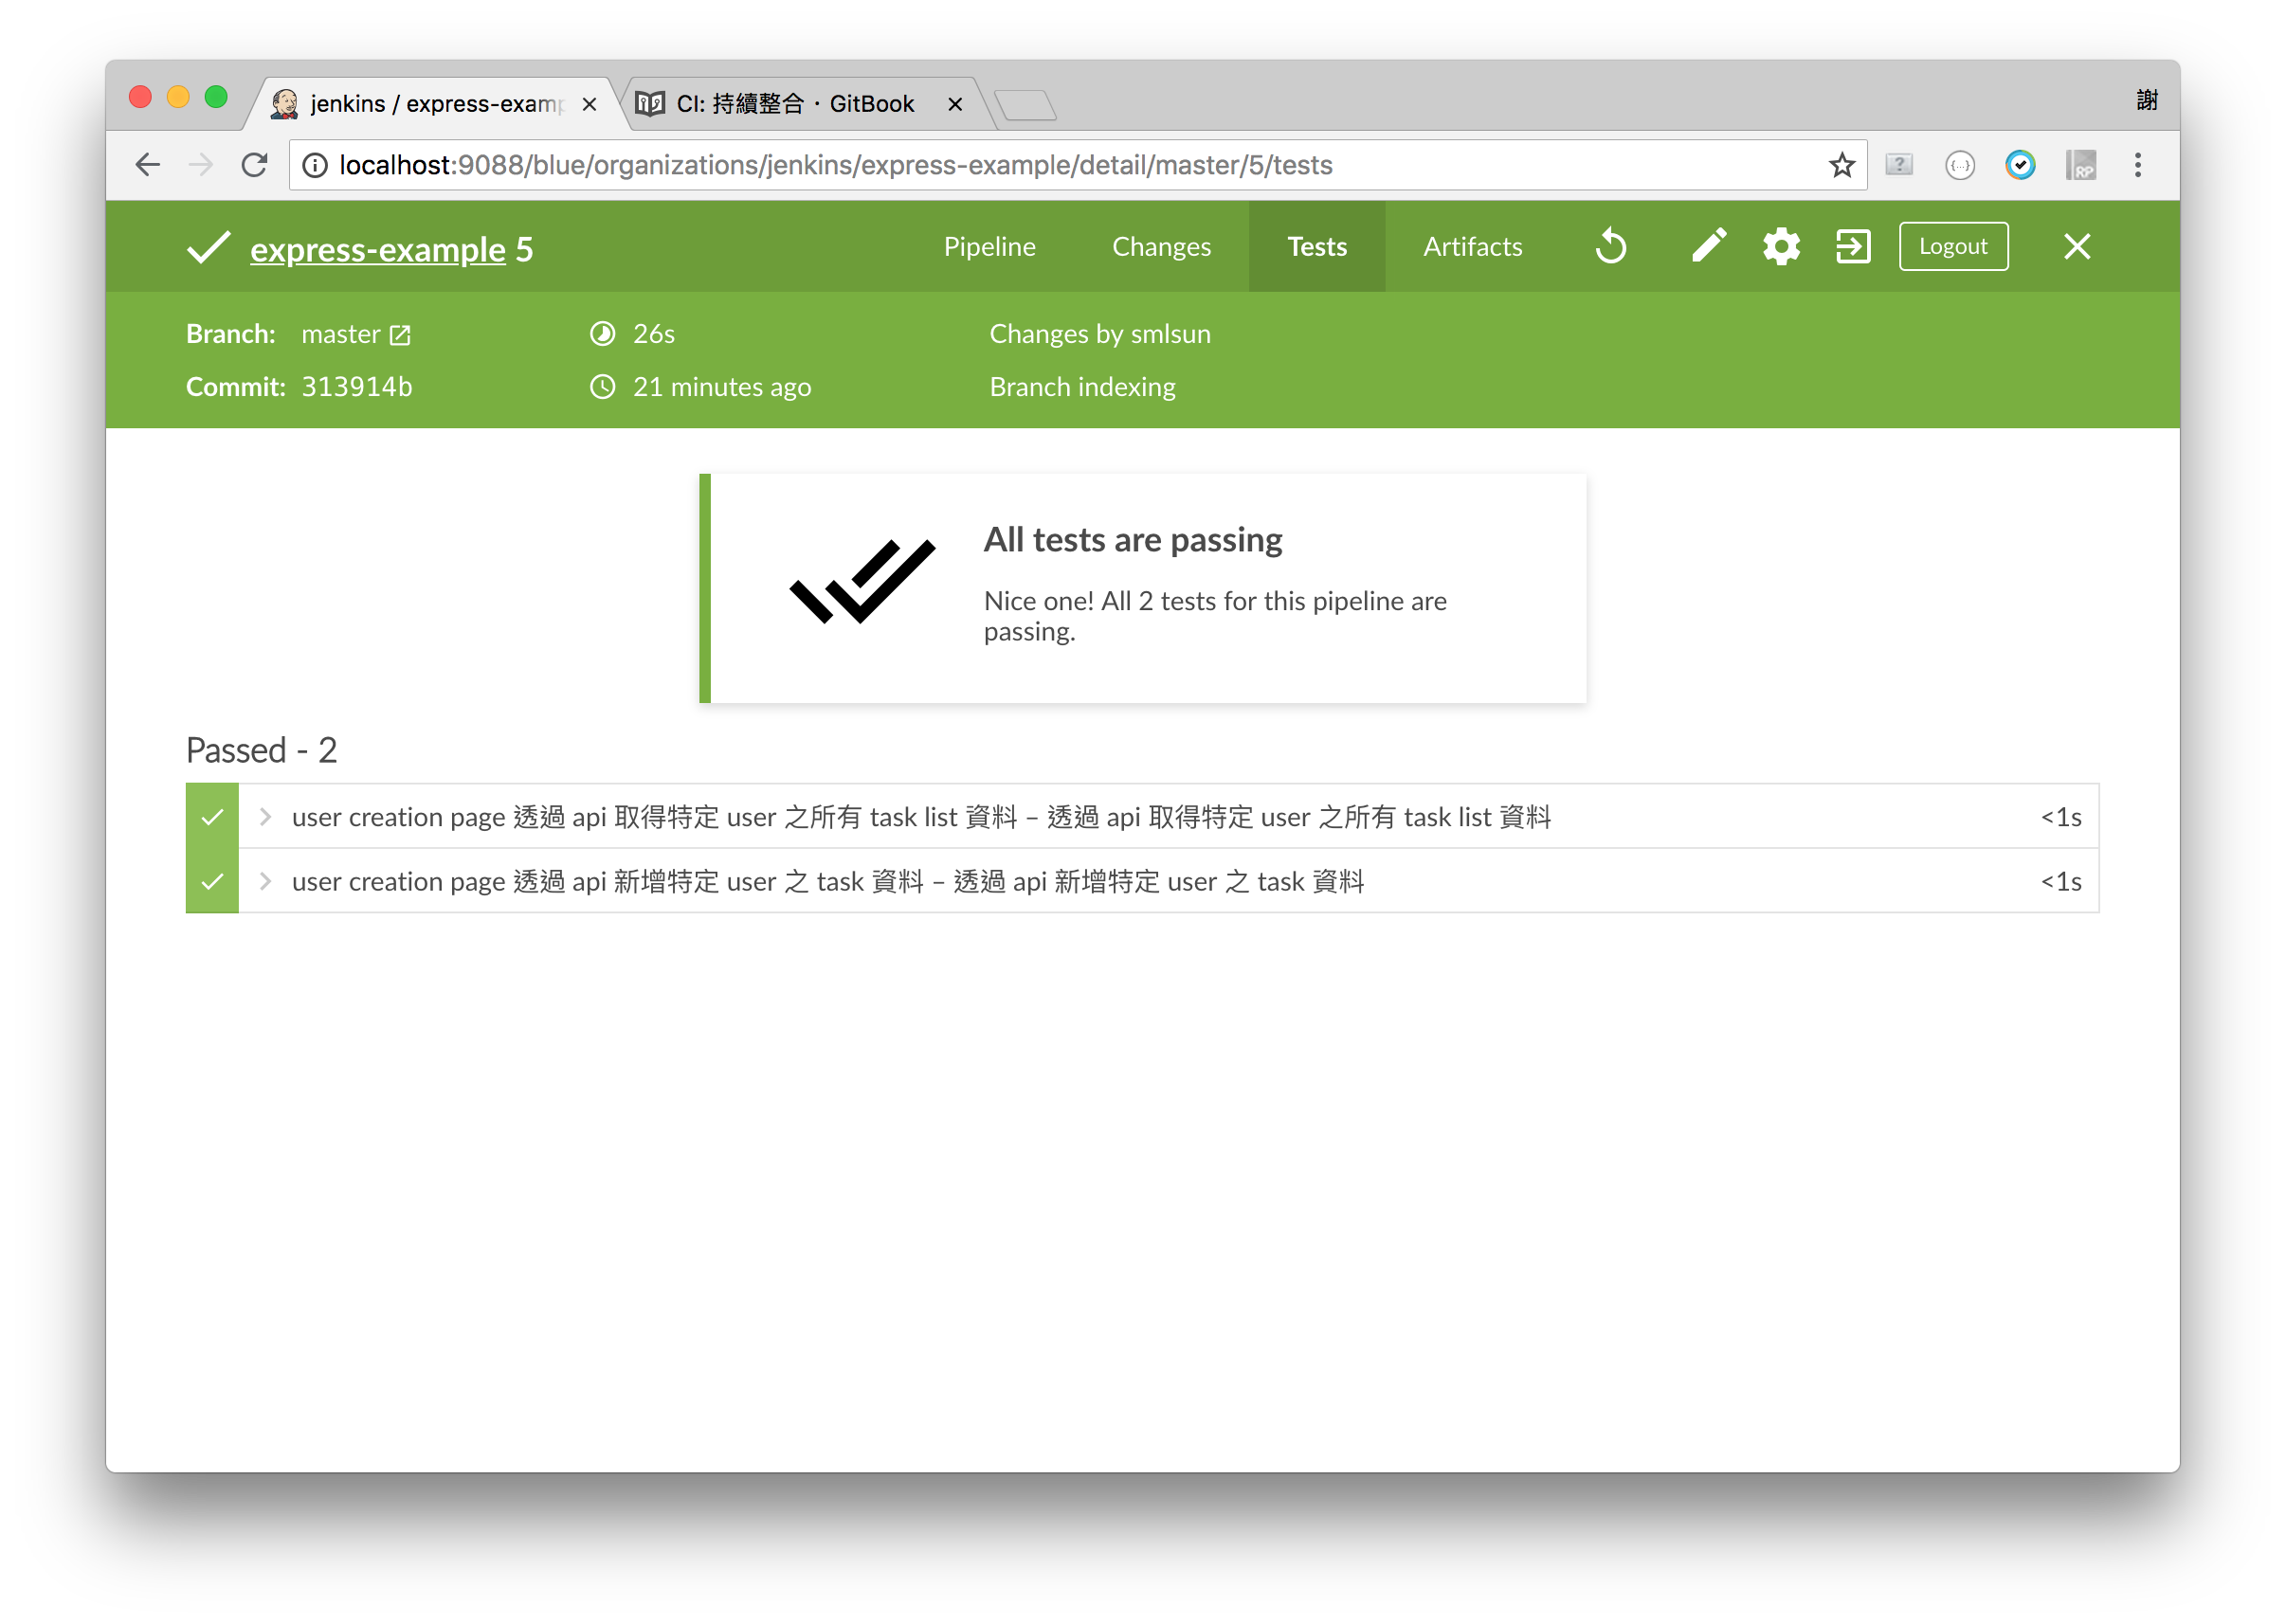 jenkins / express-examp
CI: 持續整合 · GitBook
謝
localhost:9088/blue/organizations/jenkins/express-example/detail/master/5/tests
RP
express-example 5
Pipeline
Changes
Tests
Artifacts
Logout
Branch: master
26s
Changes by smlsun
Commit: 313914b
21 minutes ago
Branch indexing
All tests are passing
Nice one! All 2 tests for this pipeline are
passing.
Passed - 2
user creation page 透過 api 取得特定 user 之所有 task list 資料 – 透過 api 取得特定 user 之所有 task list 資料 <1s
user creation page 透過 api 新增特定 user 之 task 資料 – 透過 api 新增特定 user 之 task 資料 <1s